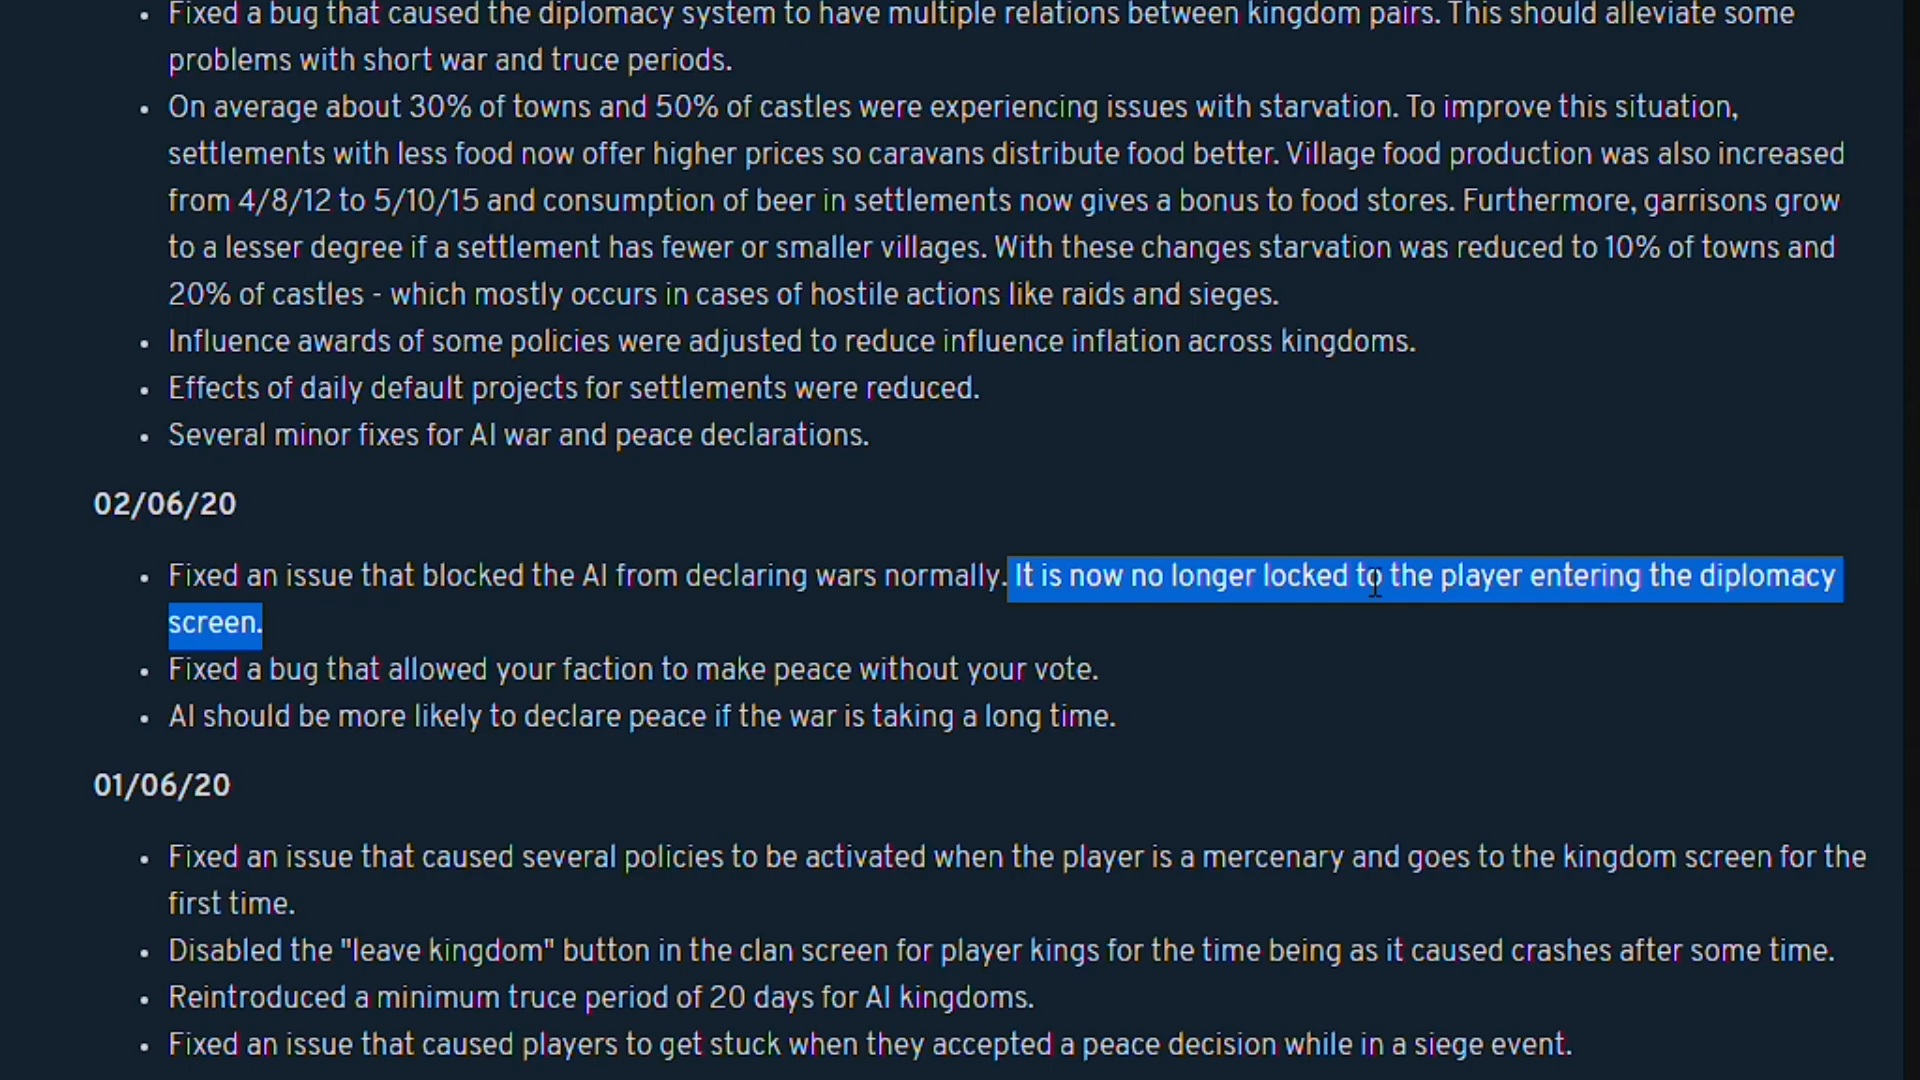 Fixed a bug that caused the diplomacy system to have multiple relations between kingdom pairs. This should alleviate some
problems with short war and truce periods.
On average about 30% of towns and 50% of castles were experiencing issues with starvation. To improve this situation,
settlements with less food now offer higher prices so caravans distribute food better. Village food production was also increased
from 4/8/12 to 5/10/15 and consumption of beer in settlements now gives a bonus to food stores. Furthermore, garrisons grow
to a lesser degree if a settlement has fewer or smaller villages. With these changes starvation was reduced to 10% of towns and
20% of castles - which mostly occurs in cases of hostile actions like raids and sieges.
Influence awards of some policies were adjusted to reduce influence inflation across kingdoms.
Effects of daily default projects for settlements were reduced.
Several minor fixes for AI war and peace declarations.
02/06/20
Fixed an issue that blocked the AI from declaring wars normally. It is now no longer locked to the player entering the diplomacy
screen.
Fixed a bug that allowed your faction to make peace without your vote.
AI should be more likely to declare peace if the war is taking a long time.
01/06/20
Fixed an issue that caused several policies to be activated when the player is a mercenary and goes to the kingdom screen for the
first time.
Disabled the "leave kingdom" button in the clan screen for player kings for the time being as it caused crashes after some time.
Reintroduced a minimum truce period of 20 days for AI kingdoms.
Fixed an issue that caused players to get stuck when they accepted a peace decision while in a siege event.